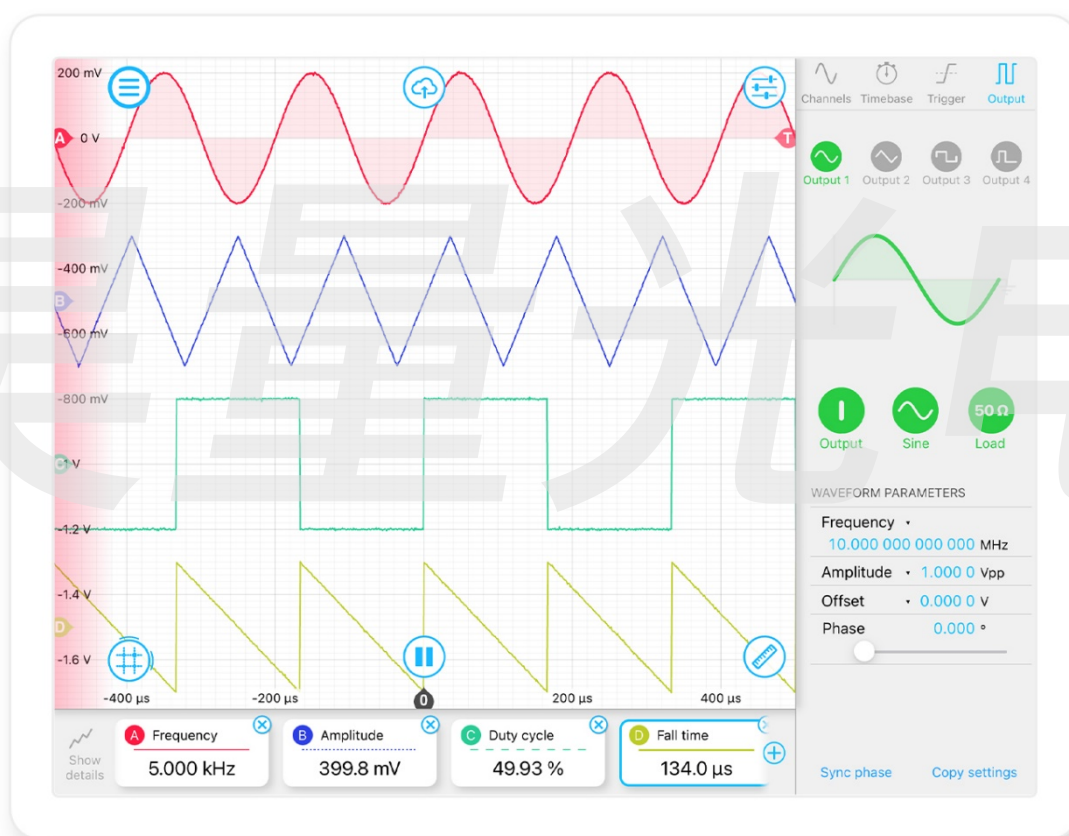 200 mV
0 V
-200 mV
-400 mV
-600 mV
-800 mV
-1 V
-1.2 V
-1.4 V
-1.6 V
A
B
C
D
T
-400 µs
-200 µs
0
200 µs
400 µs
Show
details
A Frequency
5.000 kHz
B Amplitude
399.8 mV
C Duty cycle
49.93 %
D Fall time
134.0 µs
Channels Timebase Trigger Output
Output 1 Output 2 Output 3 Output 4
50 Ω
Output Sine Load
WAVEFORM PARAMETERS
Frequency
10.000 000 000 000 MHz
Amplitude 1.000 0 Vpp
Offset 0.000 0 V
Phase 0.000 °
Sync phase Copy settings
量光